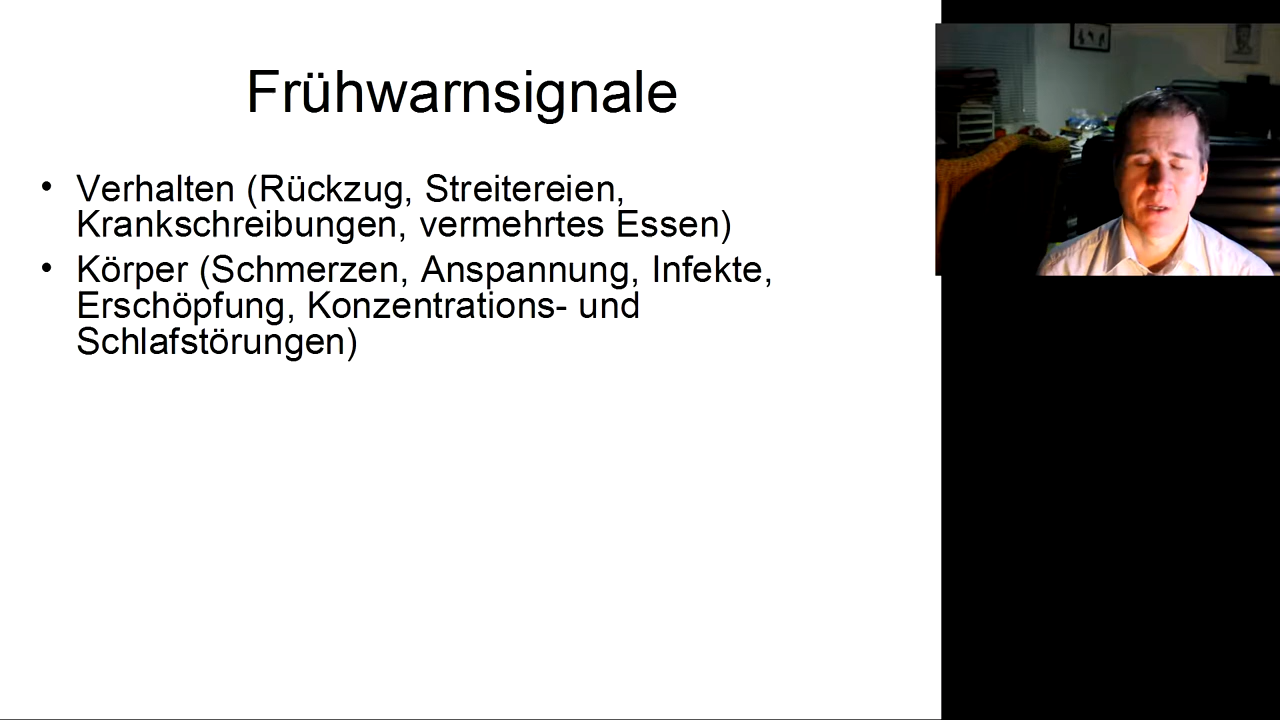 Frühwarnsignale
• Verhalten (Rückzug, Streitereien,
Krankschreibungen, vermehrtes Essen)
• Körper (Schmerzen, Anspannung, Infekte,
Erschöpfung, Konzentrations- und
Schlafstörungen)